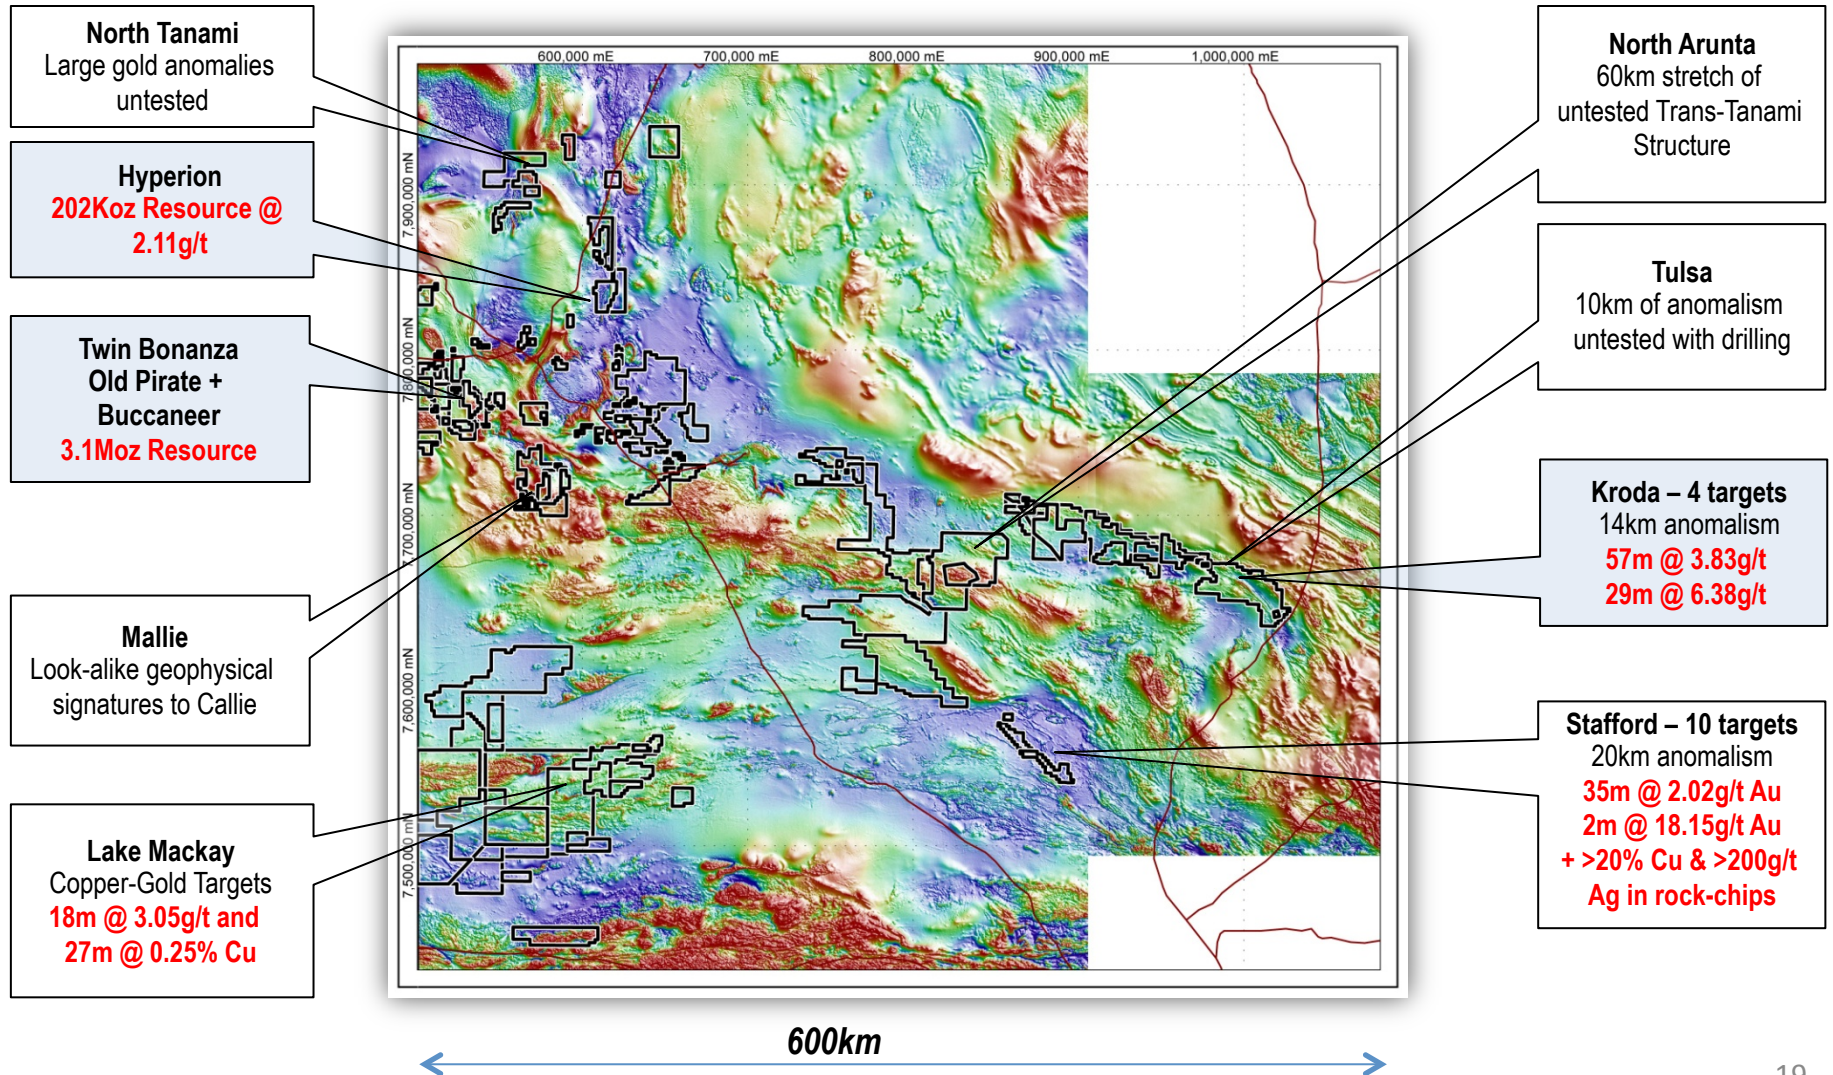 North Tanami
Large gold anomalies
untested
Hyperion
202Koz Resource @
2.11g/t
Twin Bonanza
Old Pirate +
Buccaneer
3.1Moz Resource
Mallie
Look-alike geophysical
signatures to Callie
Lake Mackay
Copper-Gold Targets
18m @ 3.05g/t and
27m @ 0.25% Cu
600,000 mE
700,000 mE
800,000 mE
900,000 mE
1,000,000 mE
7,900,000 mN
7,800,000 mN
7,700,000 mN
7,600,000 mN
7,500,000 mN
North Arunta
60km stretch of
untested Trans-Tanami
Structure
Tulsa
10km of anomalism
untested with drilling
Kroda – 4 targets
14km anomalism
57m @ 3.83g/t
29m @ 6.38g/t
Stafford – 10 targets
20km anomalism
35m @ 2.02g/t Au
2m @ 18.15g/t Au
+ >20% Cu & >200g/t
Ag in rock-chips
600km
19